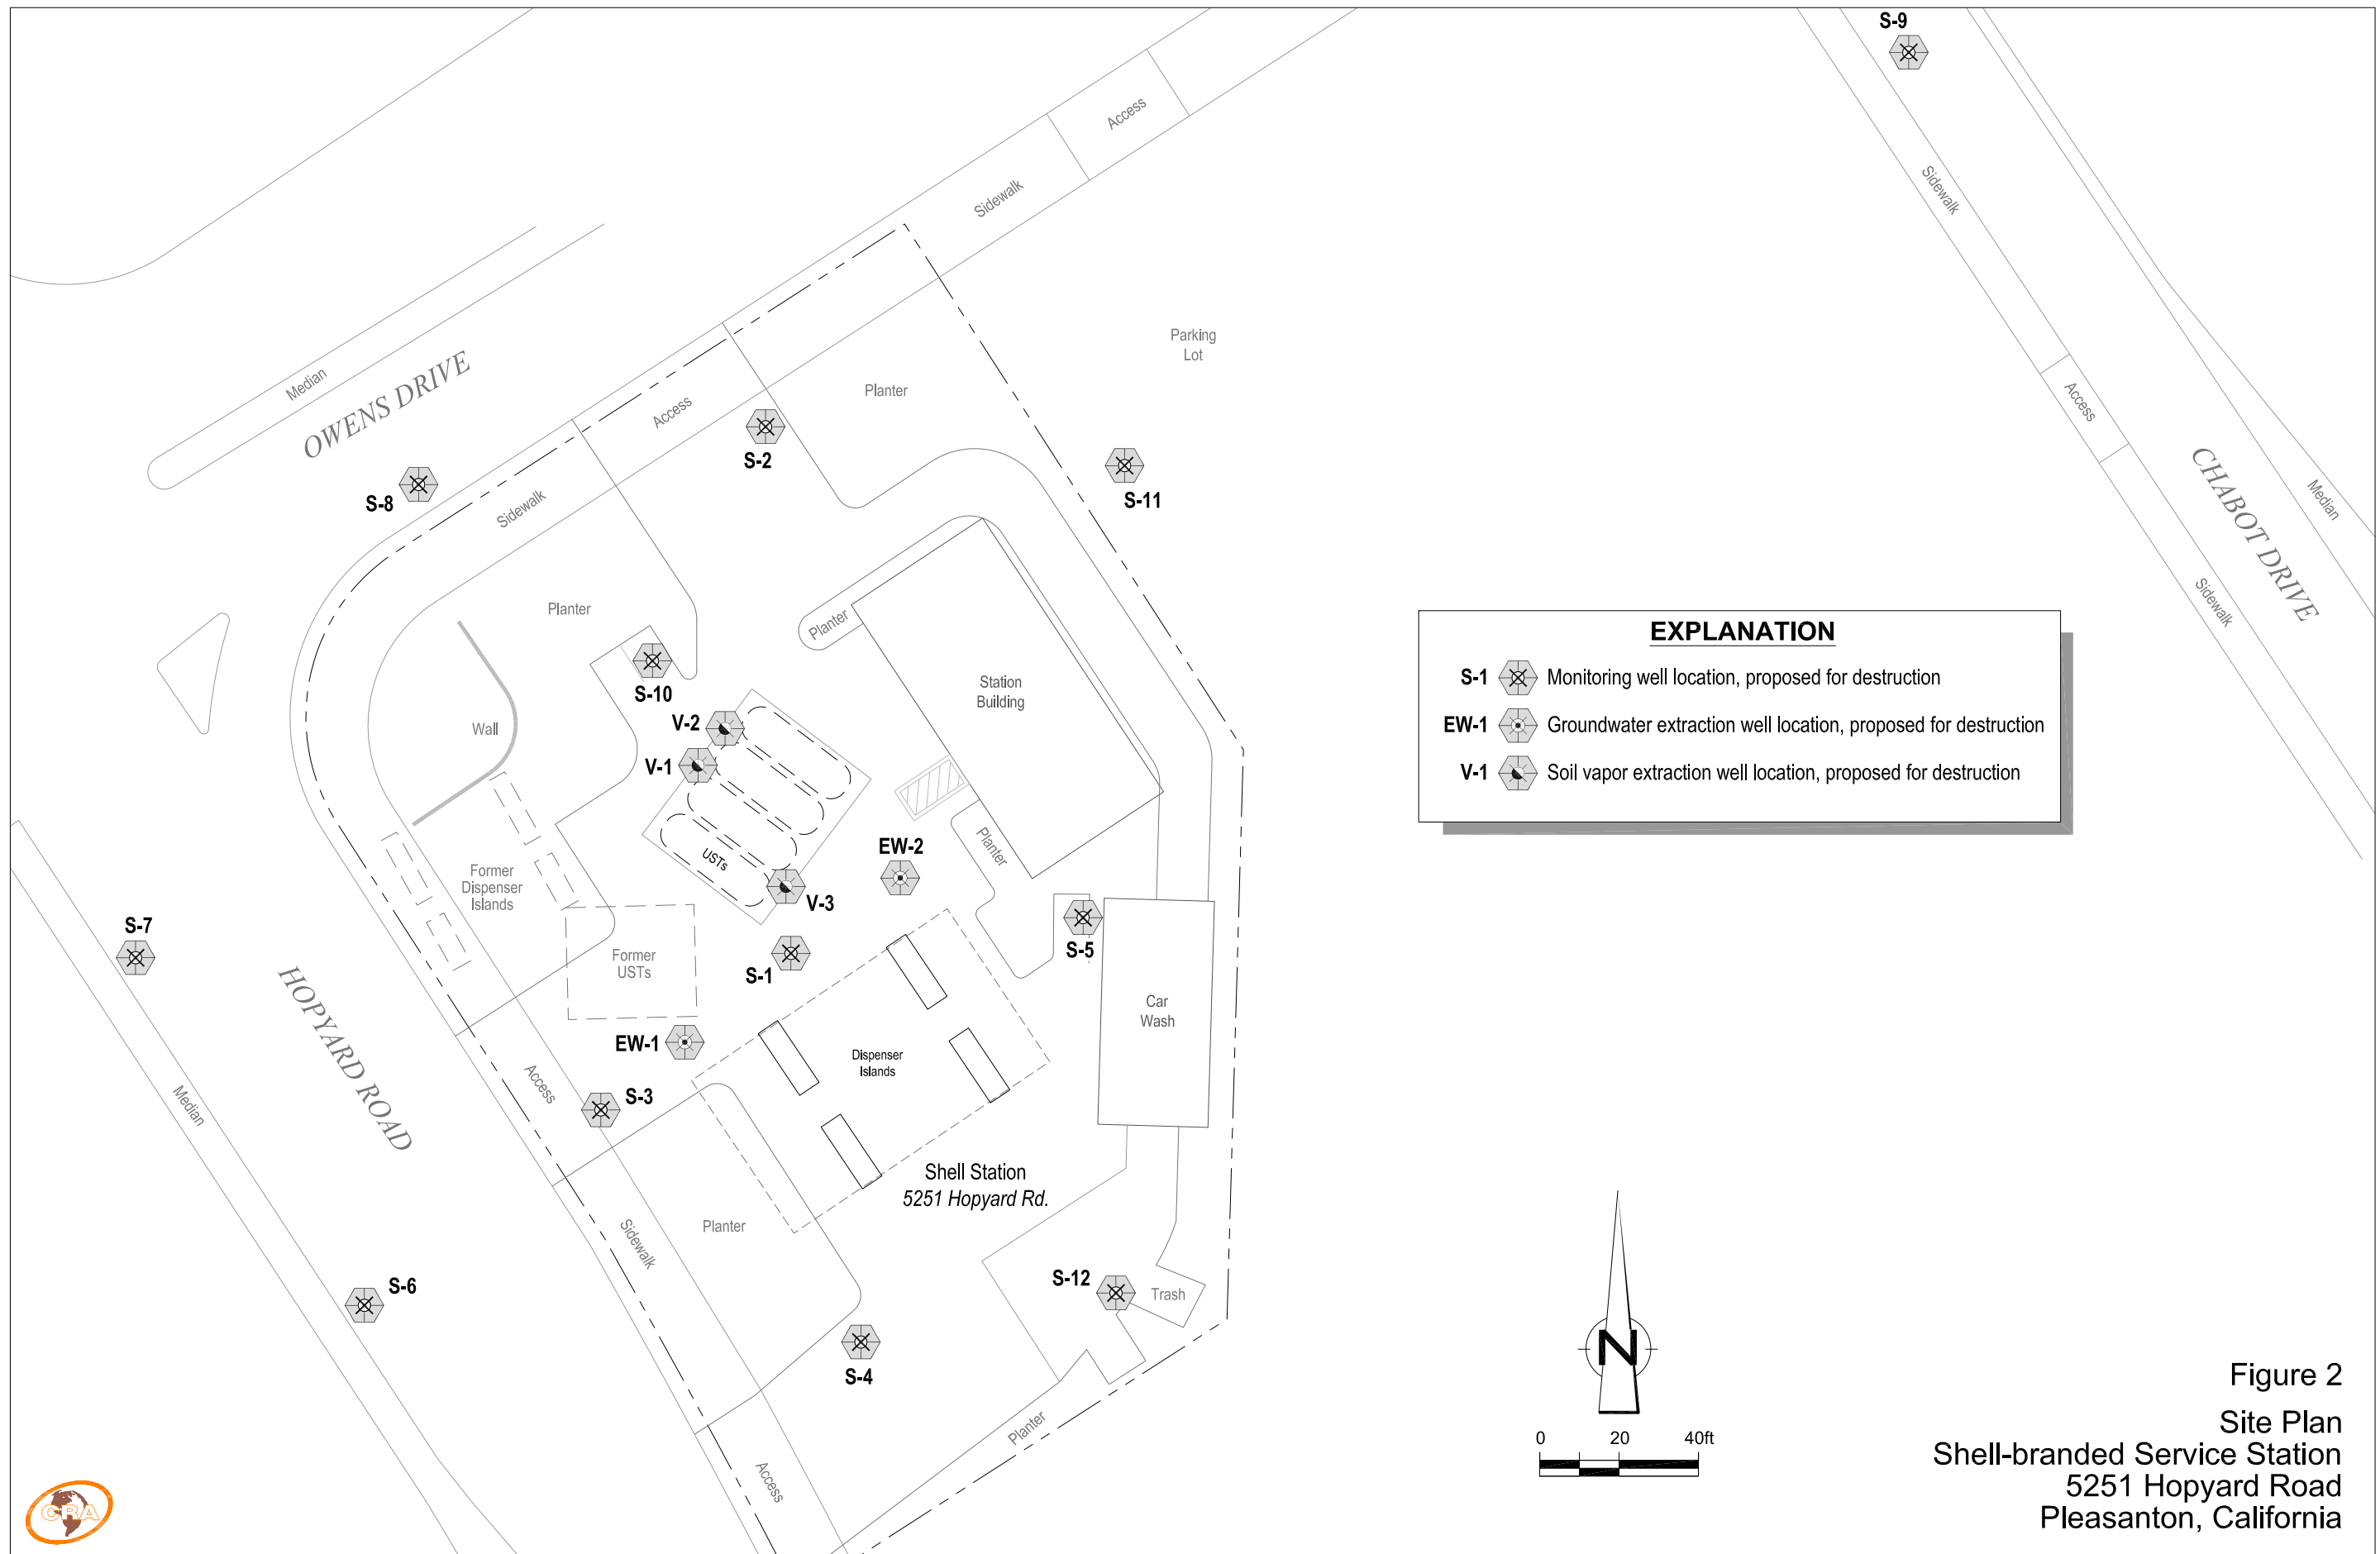 S-9
Access
Sidewalk
Sidewalk
Parking
Lot
Median
OWENS DRIVE
Access
Planter
Access
S-2
S-8
Sidewalk
S-11
CHABOT DRIVE
Median
Sidewalk
Planter
Planter
S-10
V-2
V-1
Wall
Station
Building
EXPLANATION
S-1 Monitoring well location, proposed for destruction
EW-1 Groundwater extraction well location, proposed for destruction
V-1 Soil vapor extraction well location, proposed for destruction
USTs
EW-2
Planter
Former
Dispenser
Islands
V-3
S-7
S-5
Former
USTs
S-1
HOPYARD ROAD
Car
Wash
EW-1
Dispenser
Islands
Access
S-3
Median
Shell Station
5251 Hopyard Rd.
Sidewalk
Planter
S-6
S-12
Trash
S-4
Planter
Access
N
0 20 40ft
CRA
Figure 2
Site Plan
Shell-branded Service Station
5251 Hopyard Road
Pleasanton, California